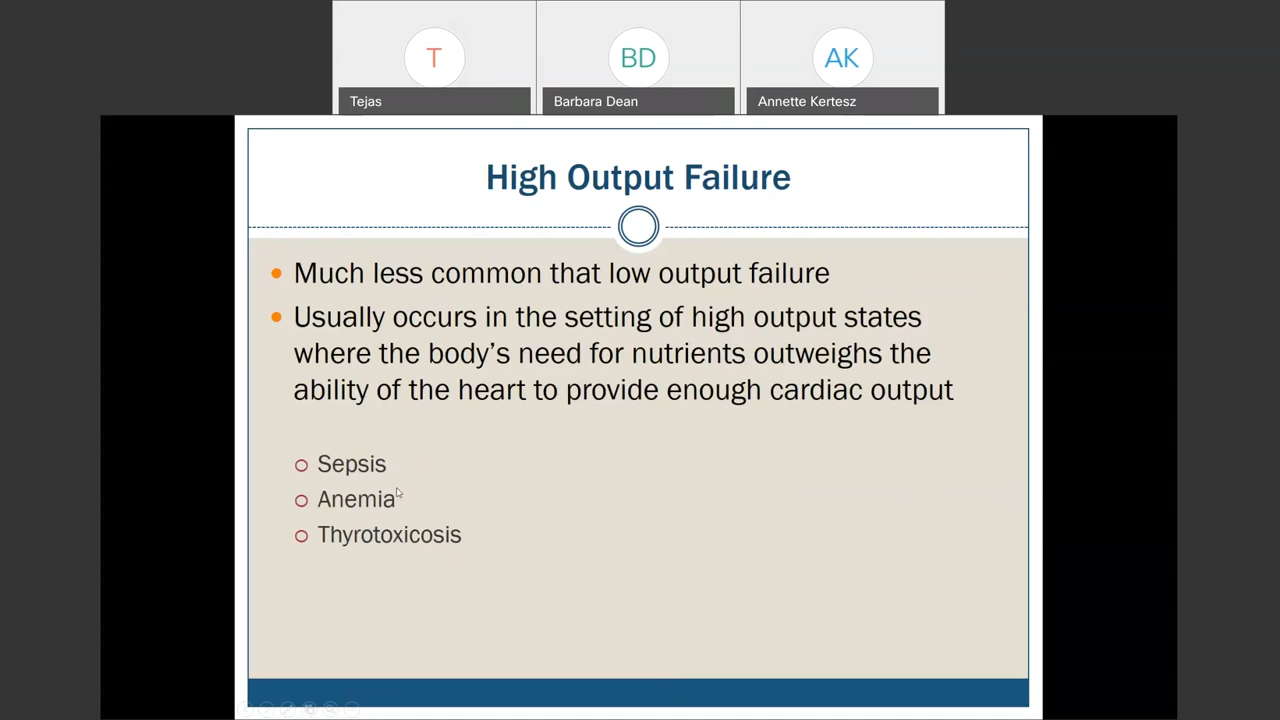 T
BD
AK
Tejas
Barbara Dean
Annette Kertesz
High Output Failure
Much less common that low output failure
Usually occurs in the setting of high output states
where the body's need for nutrients outweighs the
ability of the heart to provide enough cardiac output
Sepsis
Anemia
Thyrotoxicosis